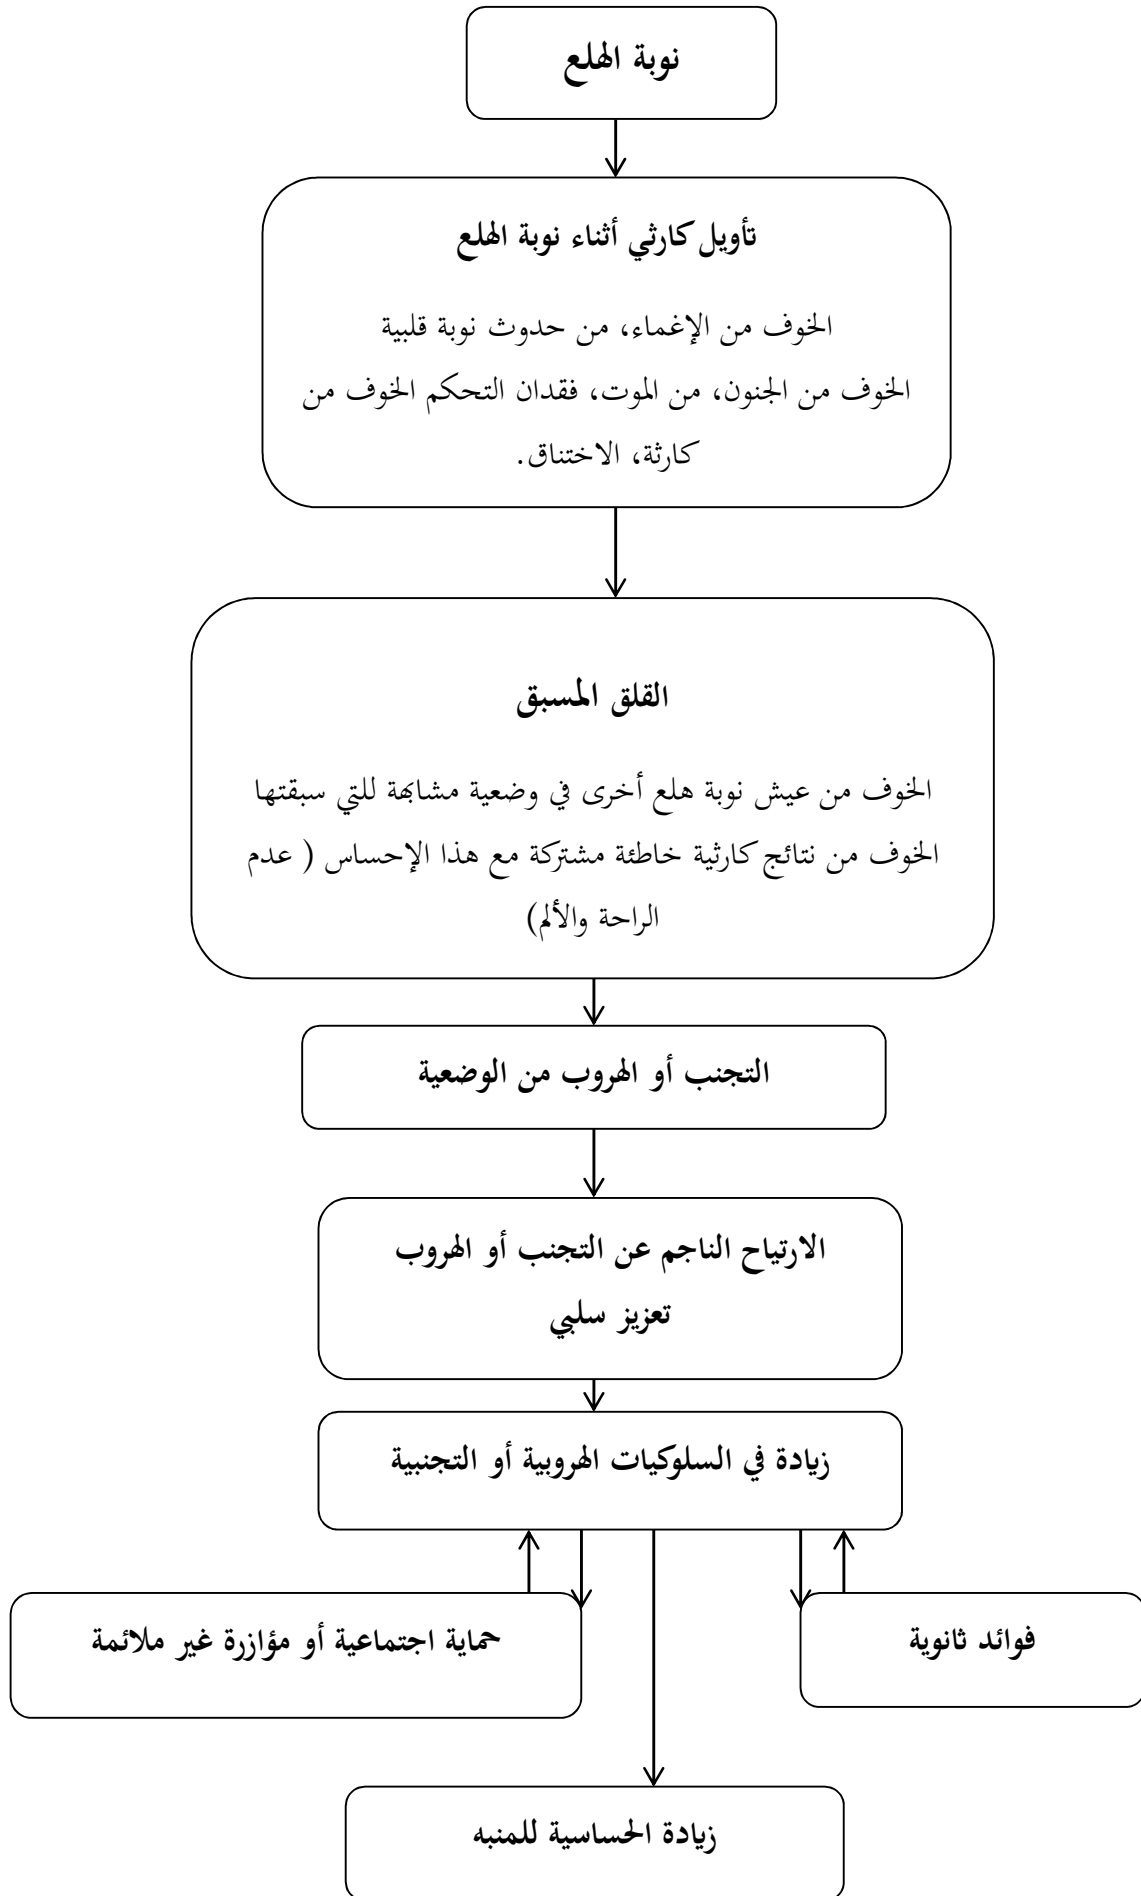 نوبة الهلع
تأويل كارثي أثناء نوبة الهلع
الخوف من الإغماء، من حدوث نوبة قلبية
الخوف من الجنون، من الموت، فقدان التحكم الخوف من
كارثة، الاختناق.
القلق المسبق
الخوف من عيش نوبة هلع أخرى في وضعية مشابهة للتي سبقتها
الخوف من نتائج كارثية خاطئة مشتركة مع هذا الإحساس ( عدم
الراحة والألم)
التجنب أو الهروب من الوضعية
الارتياح الناجم عن التجنب أو الهروب
تعزيز سلبي
زيادة في السلوكيات الهروبية أو التجنبية
فوائد ثانوية
حماية اجتماعية أو مؤازرة غير ملائمة
زيادة الحساسية للمنبه